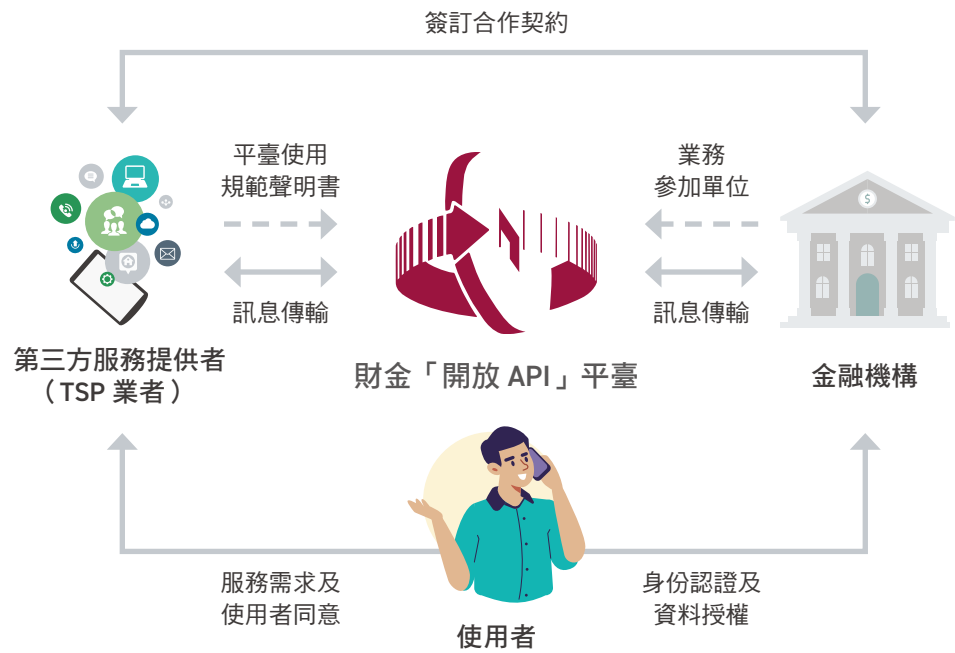 簽訂合作契約
平臺使用
規範聲明書
業務
參加單位
訊息傳輸
訊息傳輸
$
第三方服務提供者
（TSP 業者）
財金「開放 API」平臺
金融機構
服務需求及
使用者同意
身份認證及
資料授權
使用者